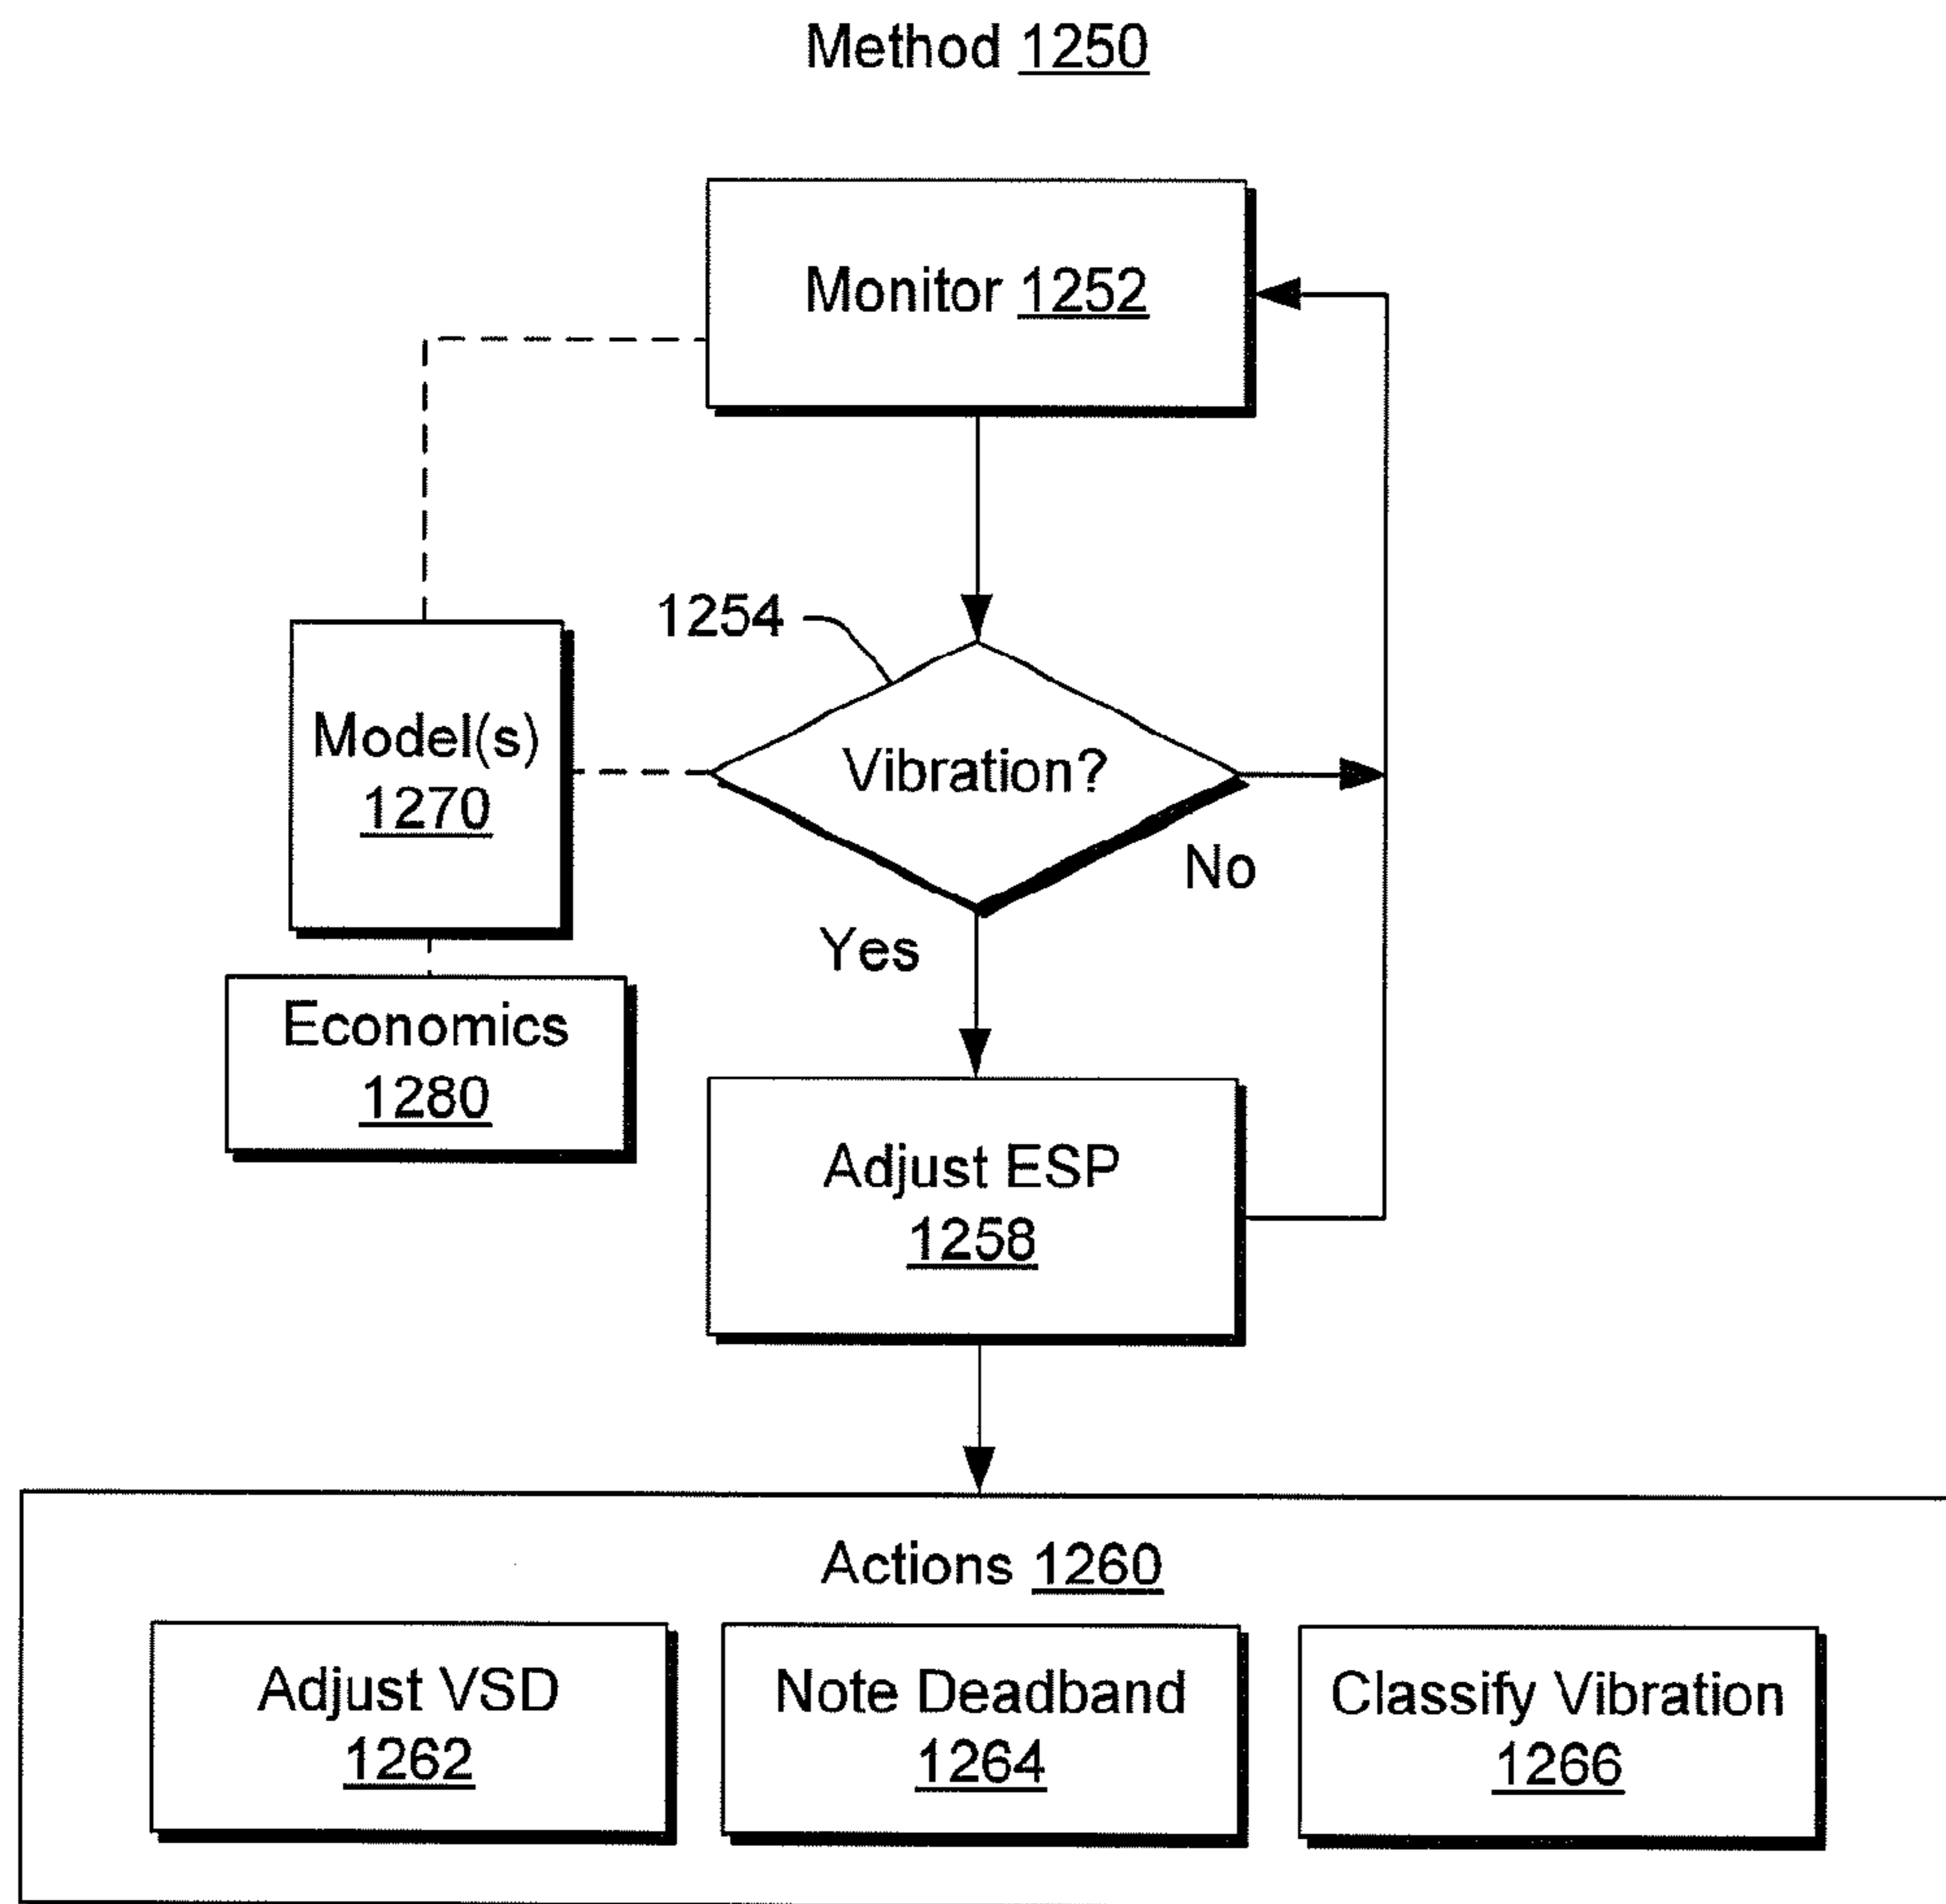 Method 1250
Monitor 1252
1254
Model(s)
1270
Vibration?
No
Yes
Economics
1280
Adjust ESP
1258
Actions 1260
Adjust VSD
1262
Note Deadband
1264
Classify Vibration
1266